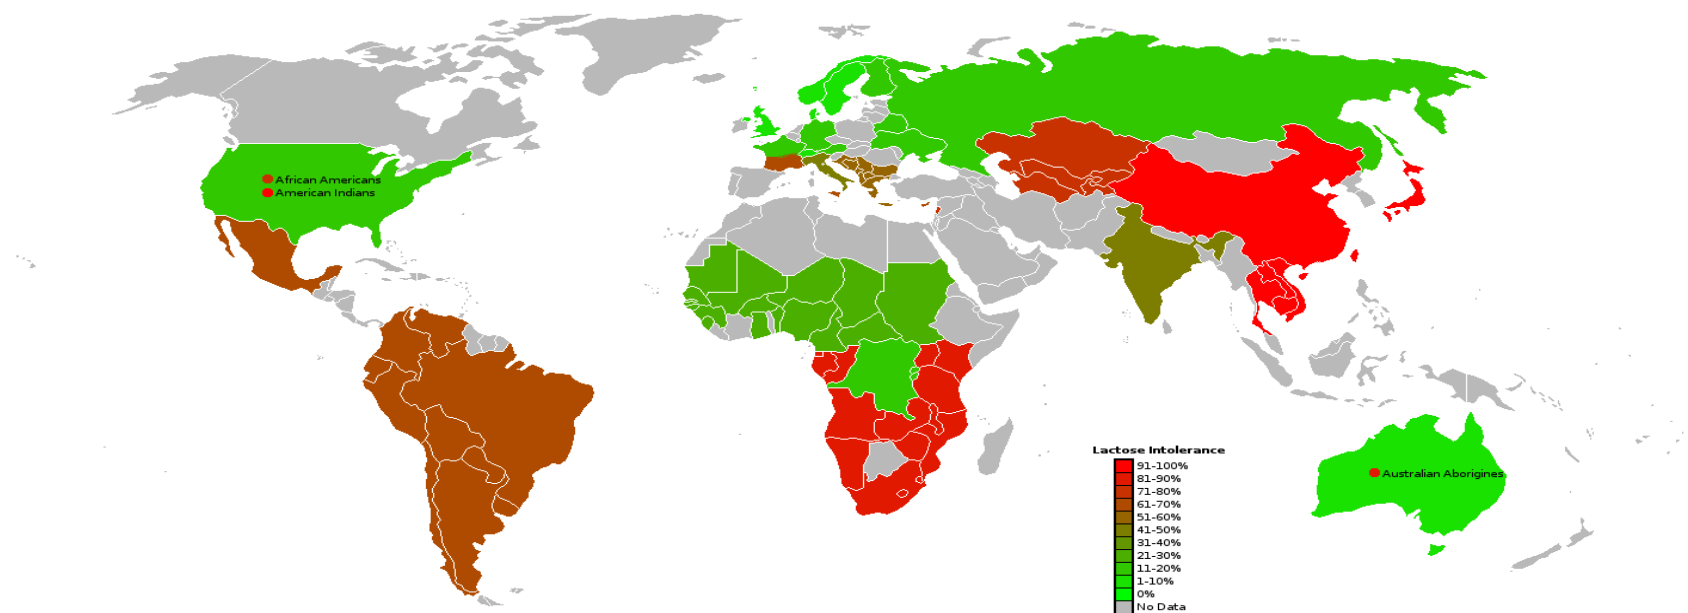 African Americans
American Indians
Lactose Intolerance
91-100%
81-90%
71-80%
61-70%
51-60%
41-50%
31-40%
21-30%
11-20%
1-10%
0%
No Data
Australian Aborigines